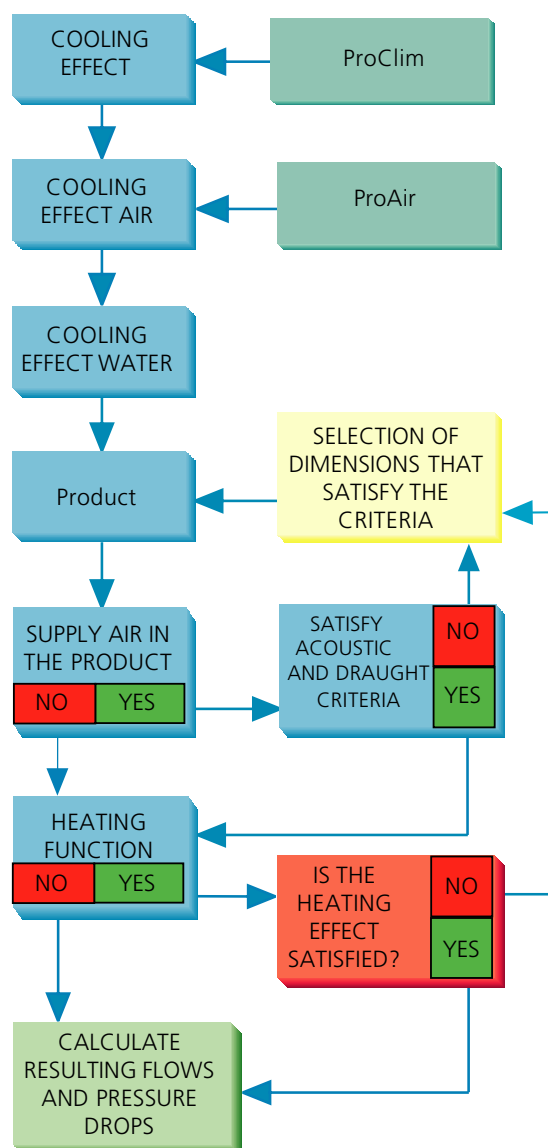 COOLING
EFFECT
ProClim
COOLING
EFFECT AIR
ProAir
COOLING
EFFECT WATER
Product
SELECTION OF
DIMENSIONS THAT
SATISFY THE
CRITERIA
SUPPLY AIR IN
THE PRODUCT
NO
YES
SATISFY
ACOUSTIC
AND DRAUGHT
CRITERIA
NO
YES
HEATING
FUNCTION
NO
YES
IS THE
HEATING
EFFECT
SATISFIED?
NO
YES
CALCULATE
RESULTING FLOWS
AND PRESSURE
DROPS